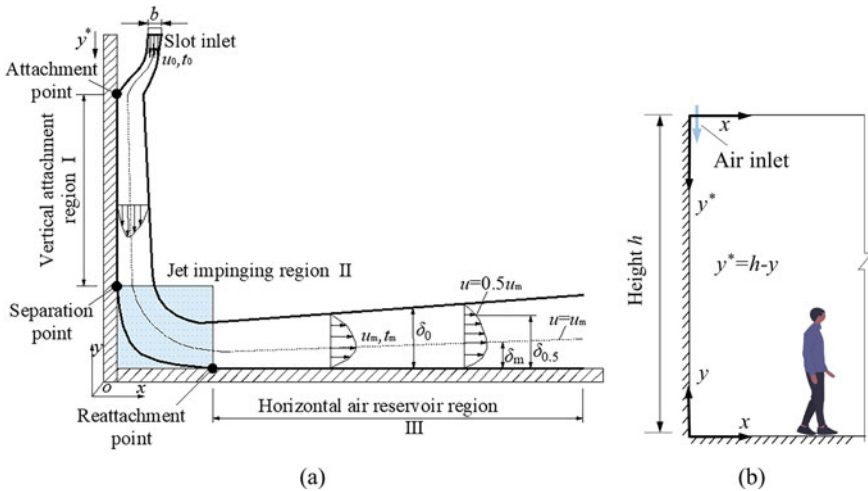 b
y*
Slot inlet
u₀,t₀
Attachment
point
Vertical attachment
region I
Jet impinging region II
Separation
point
u=0.5uₘ
u=uₘ
uₘ,tₘ
δ₀
δₘ
δ₀.₅
y
o
x
Reattachment
point
Horizontal air reservoir region
III
(a)
x
Air inlet
y*
Height h
y*=h-y
y
x
(b)